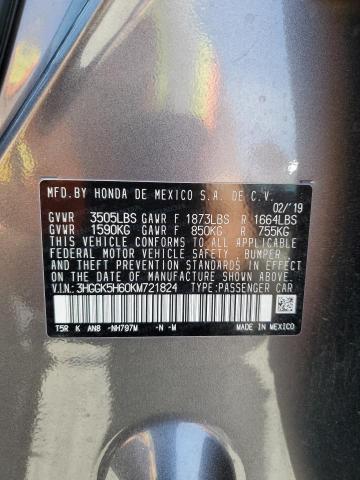 MFD.BY HONDA DE MEXICO S.A. DE C.V.
02/'19
GVWR 3505LBS GAWR F 1873LBS R 1664LBS
GVWR 1590KG GAWR F 850KG R 755KG
THIS VEHICLE CONFORMS TO ALL APPLICABLE
FEDERAL MOTOR VEHICLE SAFETY, BUMPER,
AND THEFT PREVENTION STANDARDS IN EFFECT
ON THE DATE OF MANUFACTURE SHOWN ABOVE.
V.I.N.:3HGGK5H60KM721824 TYPE:PASSENGER CAR
T5R K AN8 -NH797M -N -M MADE IN MEXICO